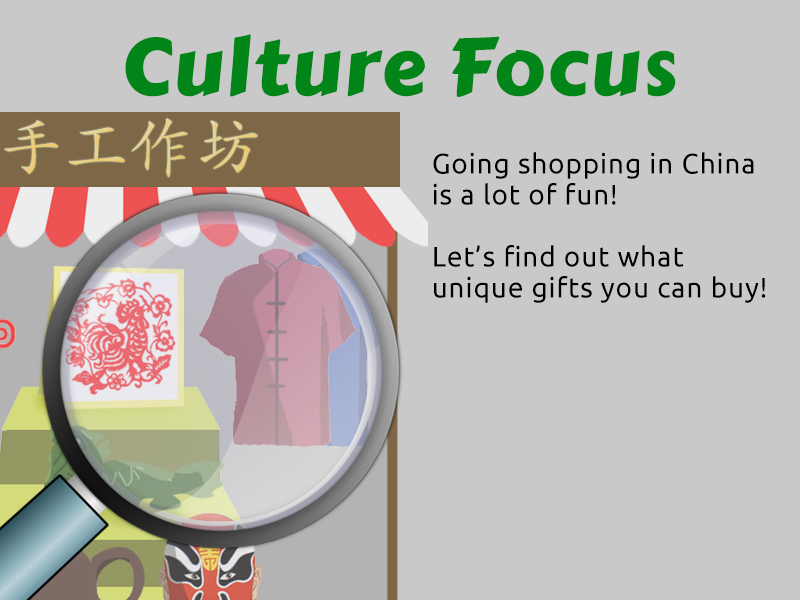 Culture Focus
手工作坊
Going shopping in China
is a lot of fun!
Let’s find out what
unique gifts you can buy!